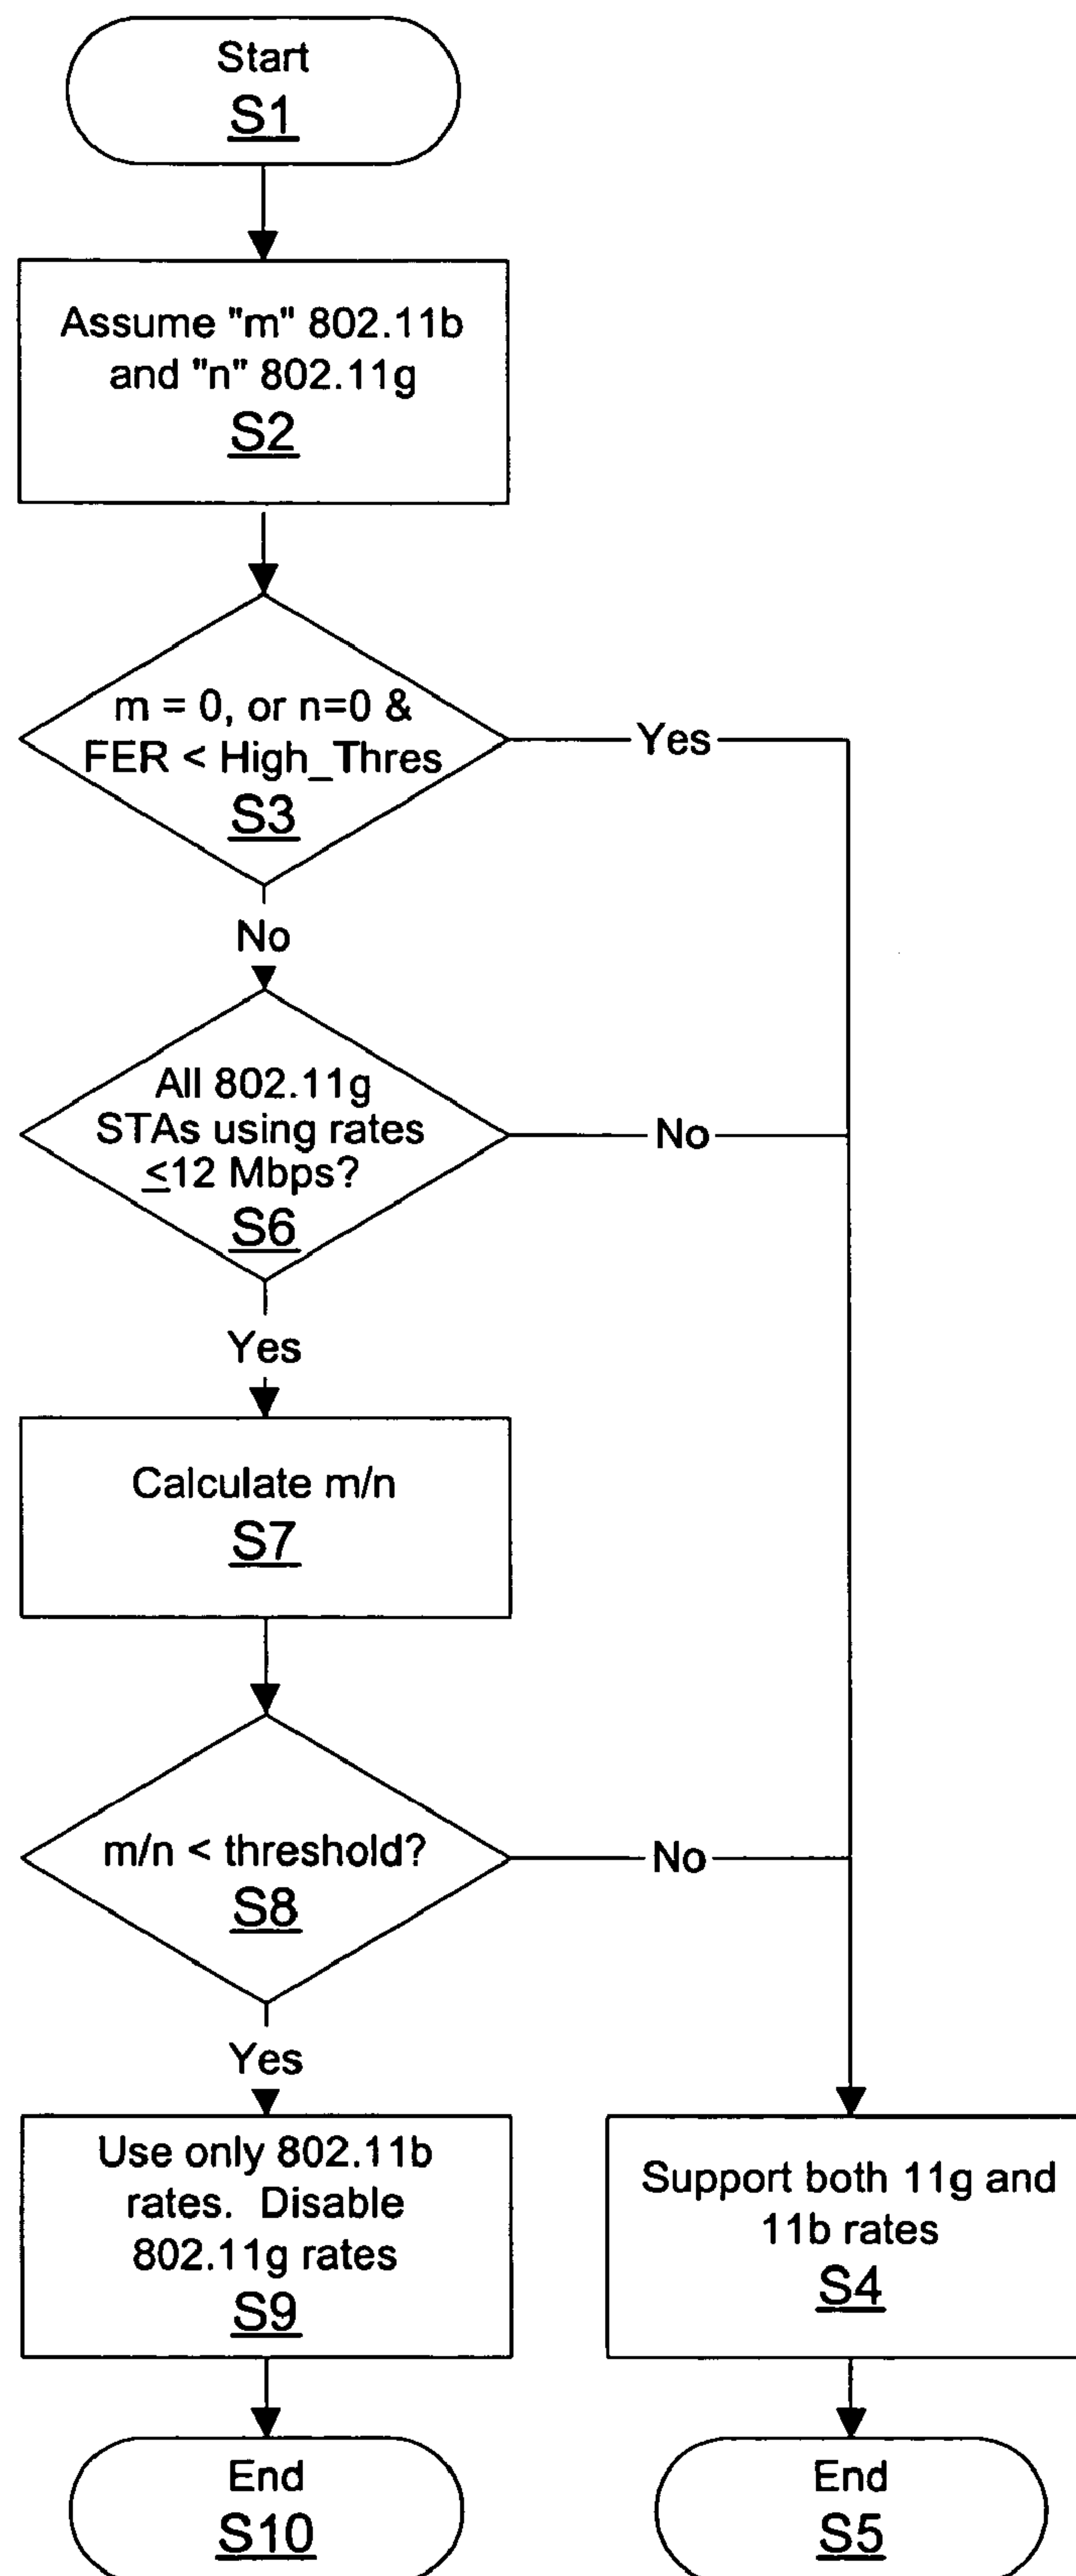 Start
S1
Assume "m" 802.11b
and "n" 802.11g
S2
m = 0, or n=0 &
FER < High_Thres
S3
Yes
No
All 802.11g
STAs using rates
≤12 Mbps?
S6
No
Yes
Calculate m/n
S7
m/n < threshold?
S8
No
Yes
Use only 802.11b
rates. Disable
802.11g rates
S9
Support both 11g and
11b rates
S4
End
S10
End
S5